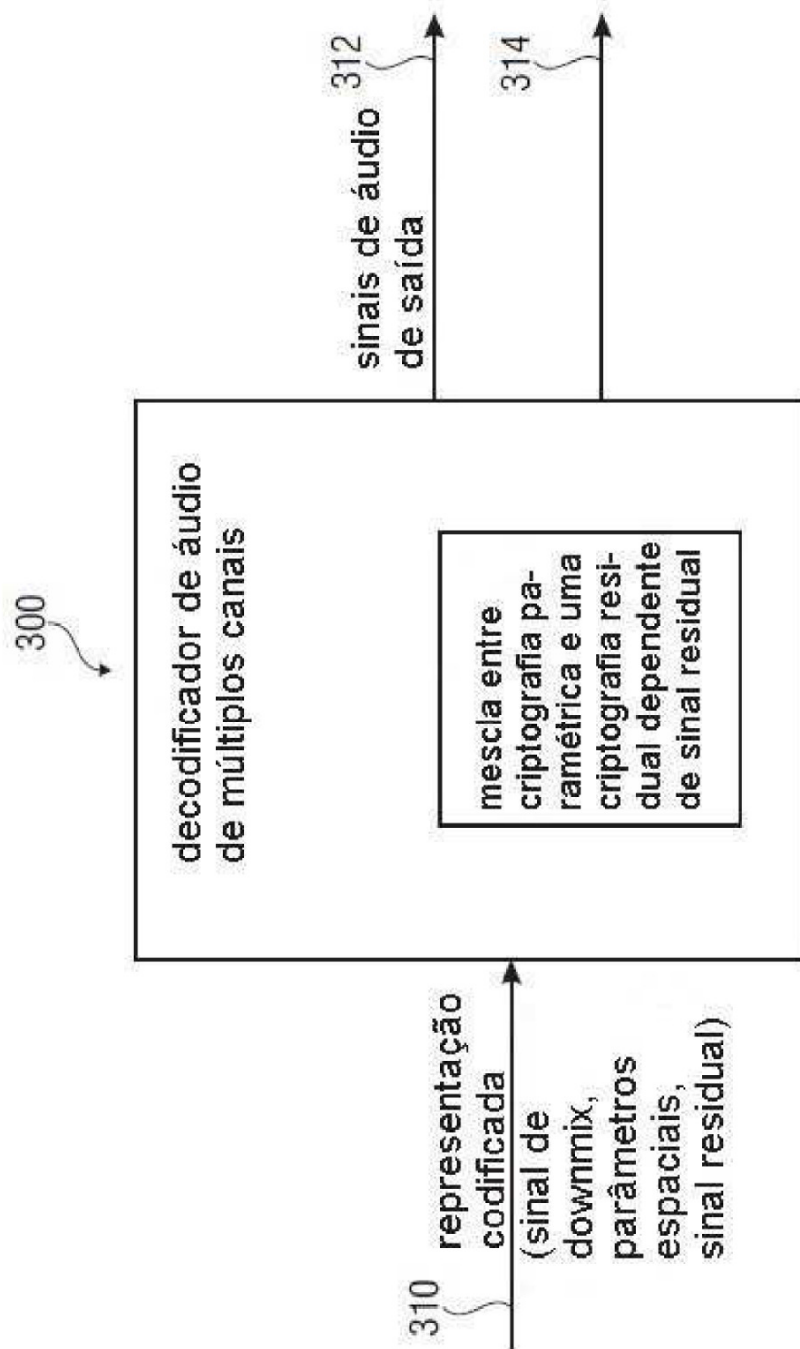 300
decodificador de áudio
de múltiplos canais
mescla entre
criptografia pa-
ramétrica e uma
criptografia resi-
dual dependente
de sinal residual
310
representação
codificada
(sinal de
downmix,
parâmetros
espaciais,
sinal residual)
sinais de áudio
de saída
312
314